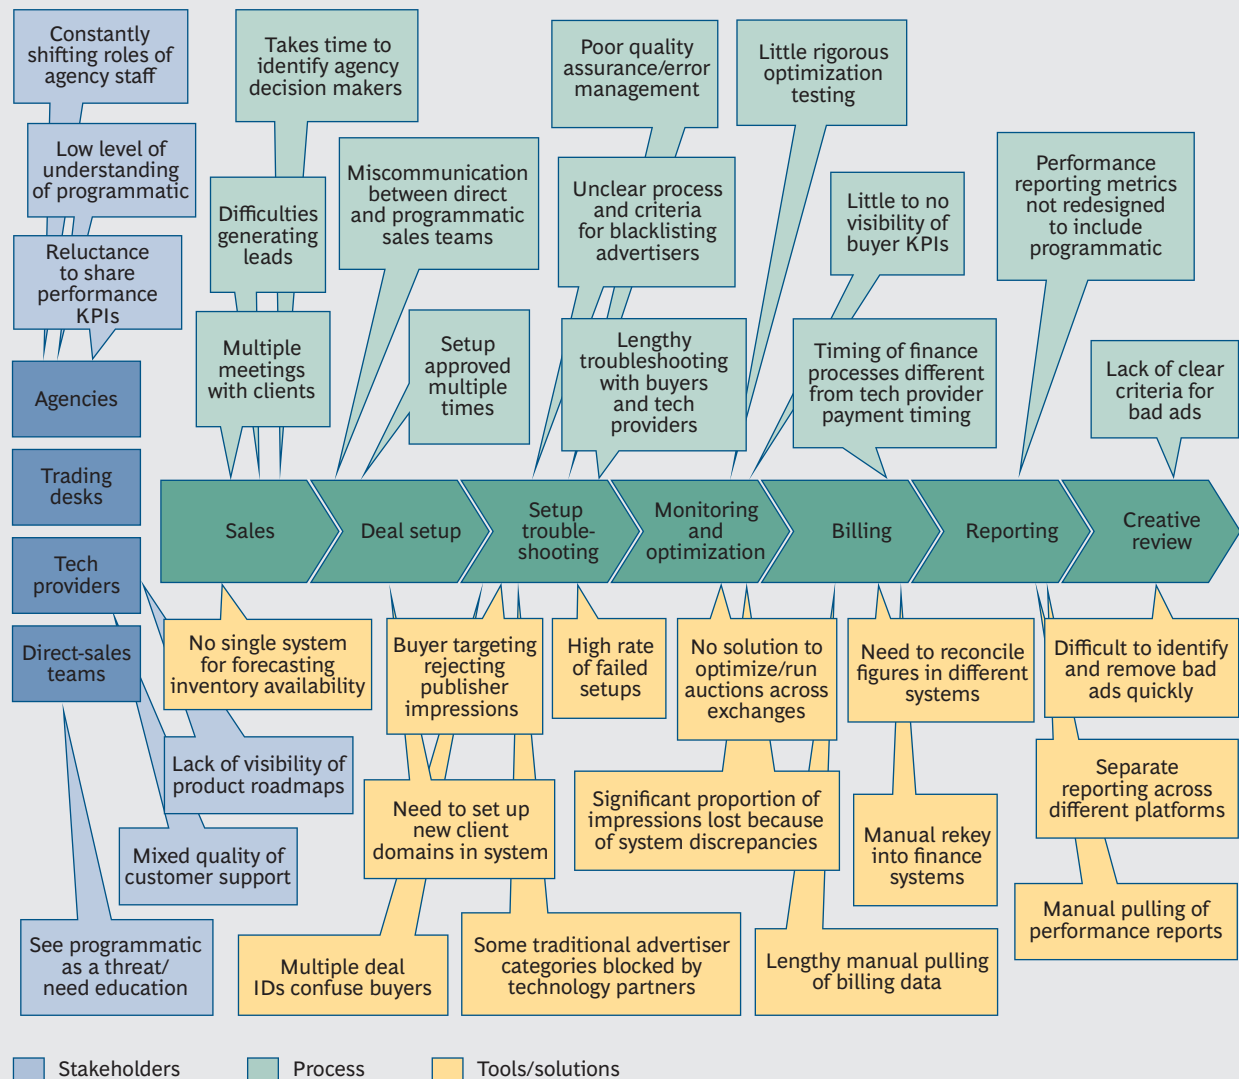 Constantly
shifting roles of
agency staff
Low level of
understanding
of programmatic
Reluctance
to share
performance
KPIs
Takes time to
identify agency
decision makers
Difficulties
generating
leads
Multiple
meetings
with clients
Miscommunication
between direct
and programmatic
sales teams
Setup
approved
multiple
times
Poor quality
assurance/error
management
Unclear process
and criteria
for blacklisting
advertisers
Lengthy
troubleshooting
with buyers
and tech
providers
Little rigorous
optimization
testing
Little to no
visibility of
buyer KPIs
Timing of finance
processes different
from tech provider
payment timing
Performance
reporting metrics
not redesigned
to include
programmatic
Lack of clear
criteria for
bad ads
Agencies
Trading
desks
Tech
providers
Direct-sales
teams
Sales
Deal setup
Setup
trouble-
shooting
Monitoring
and
optimization
Billing
Reporting
Creative
review
No single system
for forecasting
inventory availability
Buyer targeting
rejecting
publisher
impressions
High rate
of failed
setups
No solution to
optimize/run
auctions across
exchanges
Need to reconcile
figures in different
systems
Difficult to identify
and remove bad
ads quickly
Lack of visibility of
product roadmaps
Need to set up
new client
domains in system
Significant proportion of
impressions lost because
of system discrepancies
Manual rekey
into finance
systems
Separate
reporting across
different platforms
Mixed quality of
customer support
See programmatic
as a threat/
need education
Multiple deal
IDs confuse buyers
Some traditional advertiser
categories blocked by
technology partners
Lengthy manual pulling
of billing data
Manual pulling of
performance reports
Stakeholders
Process
Tools/solutions